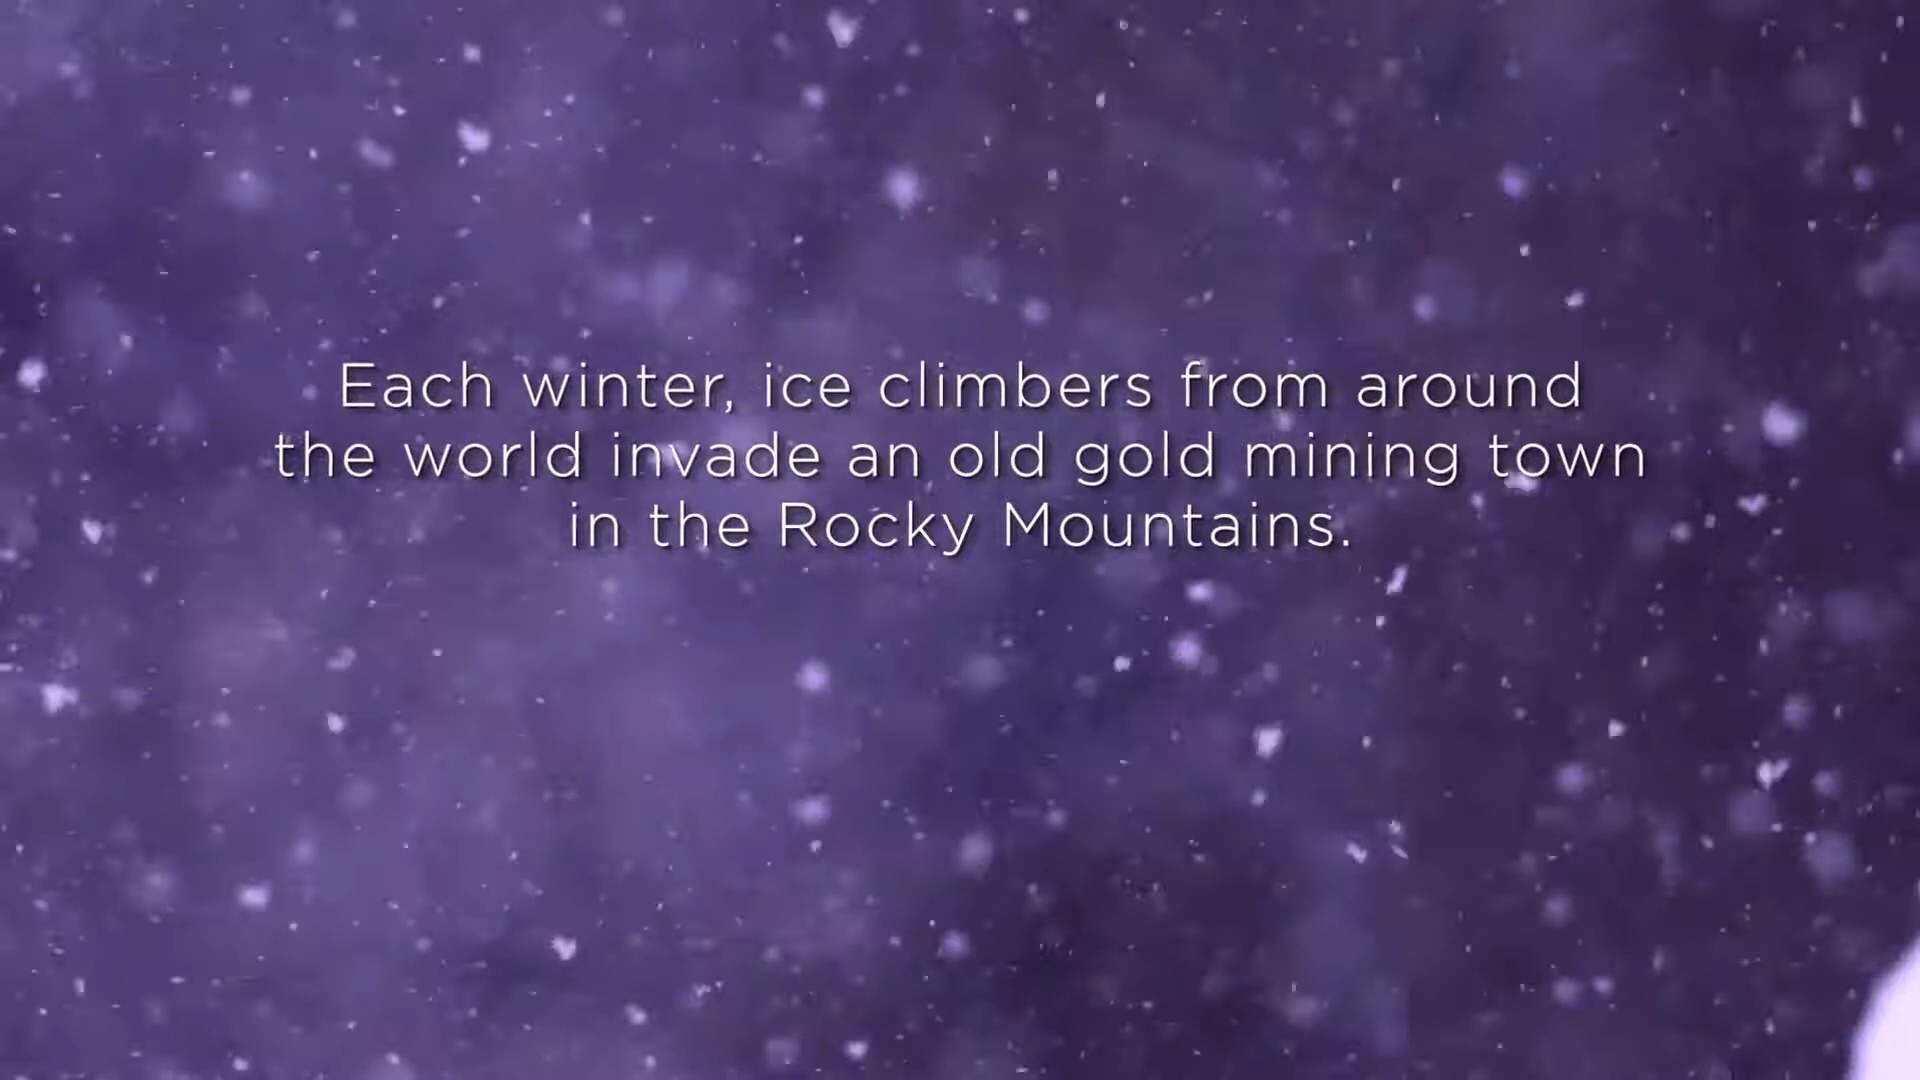 Each winter, ice climbers from around
the world invade an old gold mining town
in the Rocky Mountains.